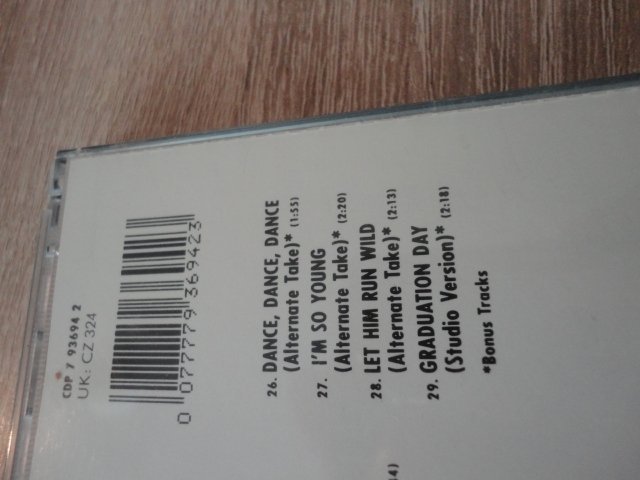 CDP 7 93694 2
UK: CZ 324
0 077779 369423
26. DANCE, DANCE, DANCE
(Alternate Take)* (1:55)
27. I'M SO YOUNG
(Alternate Take)* (2:20)
28. LET HIM RUN WILD
(Alternate Take)* (2:13)
29. GRADUATION DAY
(Studio Version)* (2:18)
*Bonus Tracks